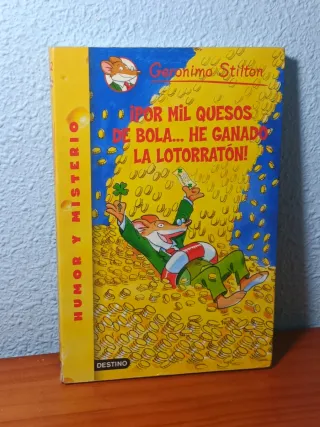 Geronimo Stilton
¡POR MIL QUESOS
DE BOLA... HE GANADO
LA LOTORRATÓN!
HUMOR Y MISTERIO
DESTINO